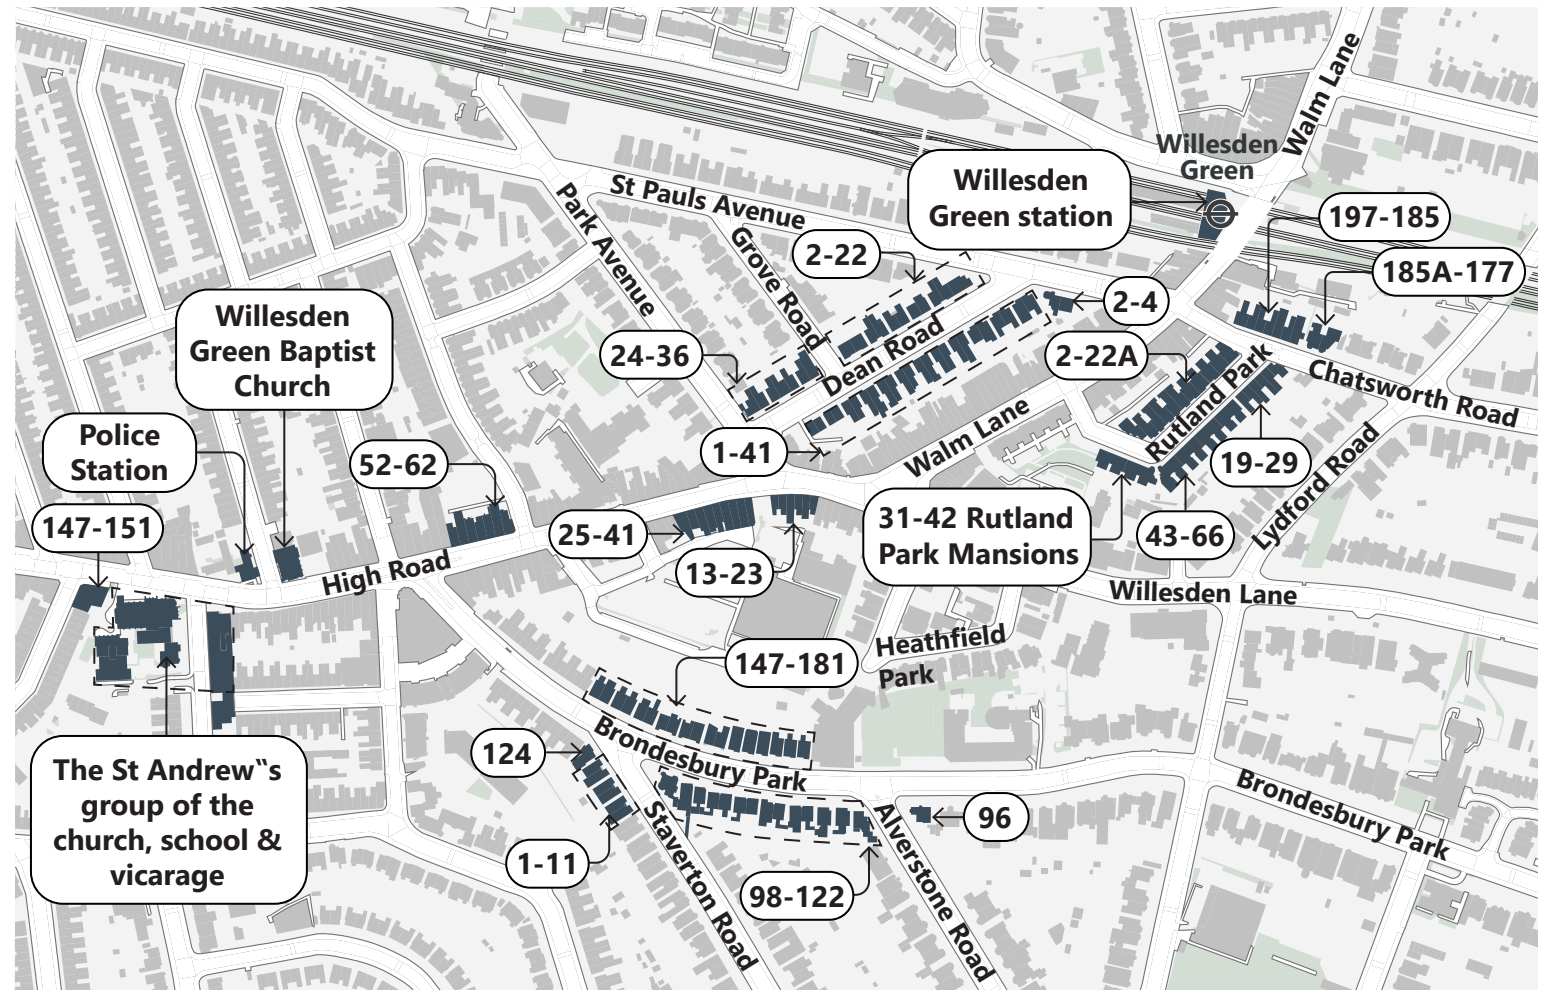 Walm Lane
Willesden
Green
Willesden
Green station
197-185
185A-177
St Pauls Avenue
Park Avenue
Grove Road
2-22
2-4
24-36
2-22A
Dean Road
Rutland Park
Chatsworth Road
Willesden
Green Baptist
Church
Police
Station
52-62
1-41
Walm Lane
19-29
Lydford Road
147-151
25-41
13-23
31-42 Rutland
Park Mansions
43-66
High Road
Willesden Lane
Heathfield
Park
147-181
Brondesbury Park
124
The St Andrew‟s
group of the
church, school &
vicarage
1-11
Staverton Road
98-122
Alverstone Road
96
Brondesbury Park